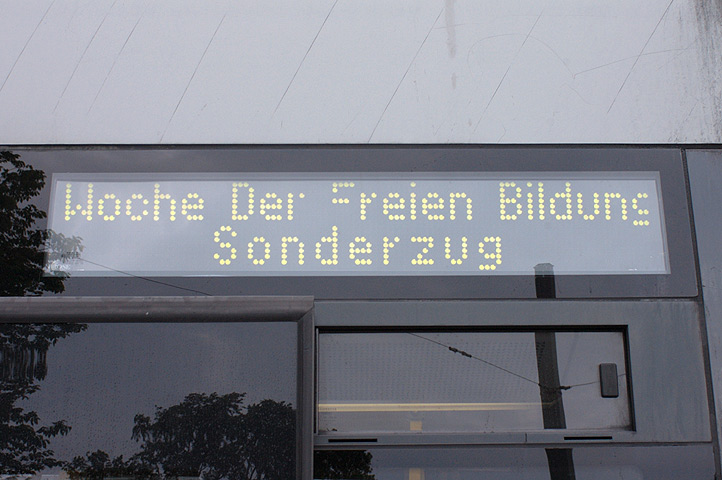 Woche Der Freien Bildung
Sonderzug